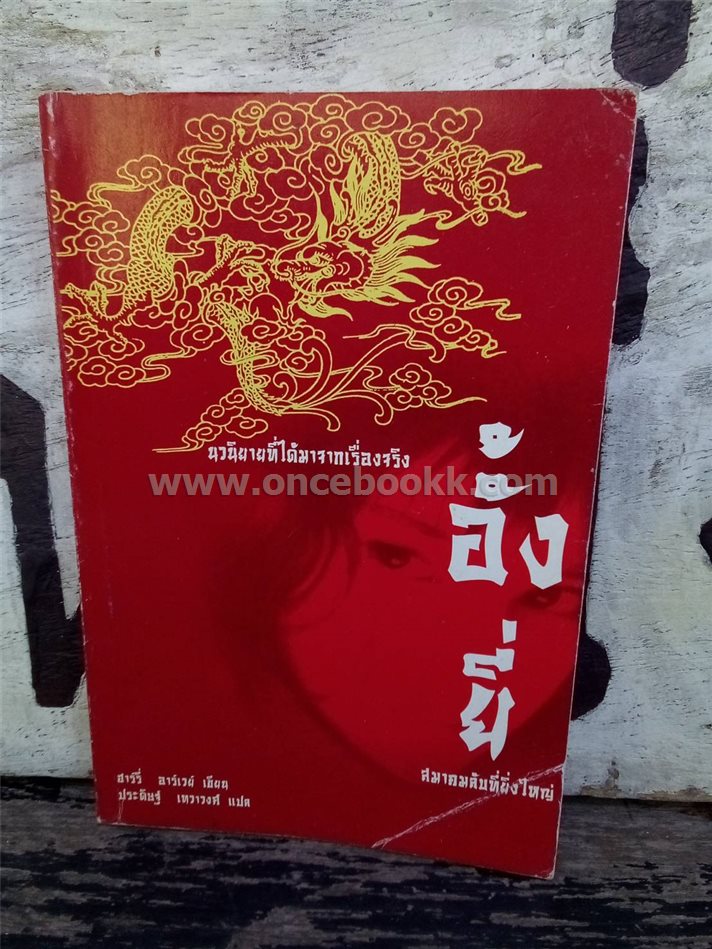 นวนิยายที่ได้มาจากเรื่องจริง
www.oncebookk.com
อั้ง
ยี่
สมาคมลับที่ยิ่งใหญ่
ฮาร์วี่ อาร์เวย์ เขียน
ประดิษฐ์ เทวาวงศ์ แปล